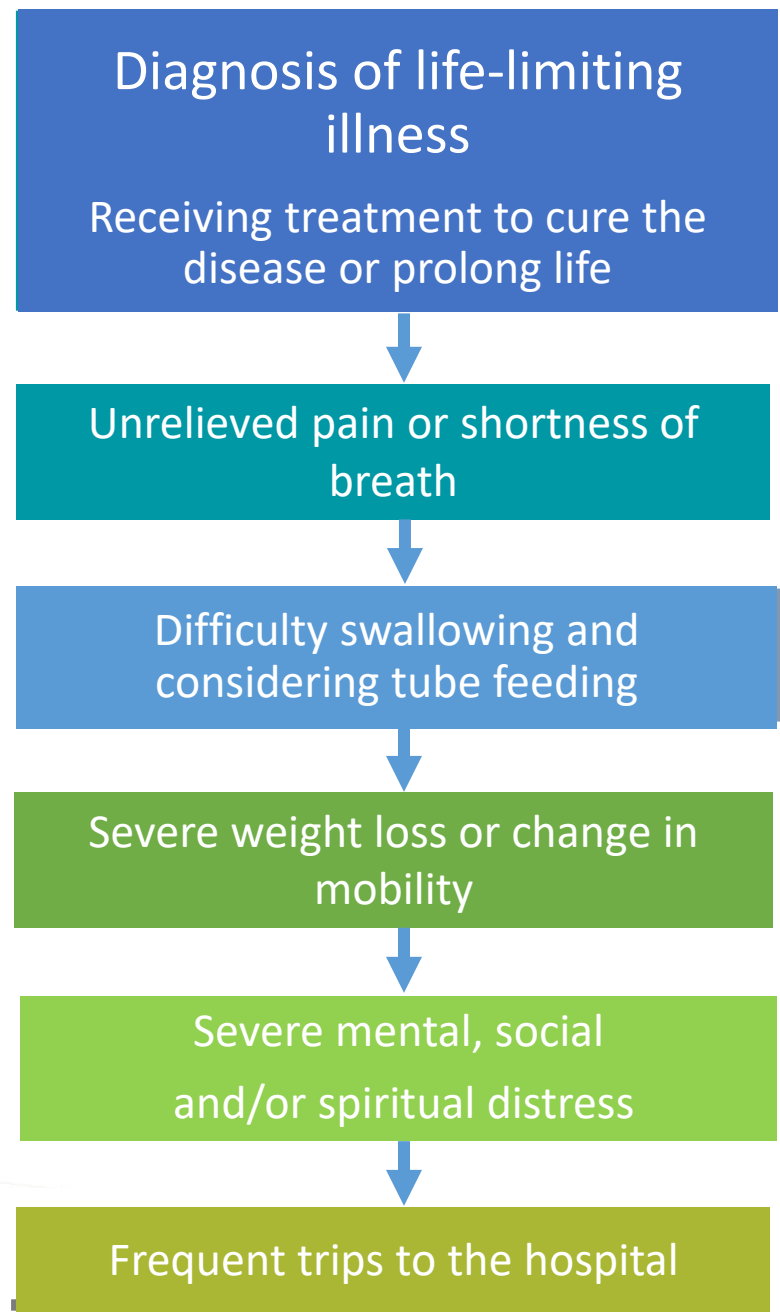 Diagnosis of life-limiting
illness
Receiving treatment to cure the
disease or prolong life
Unrelieved pain or shortness of
breath
Difficulty swallowing and
considering tube feeding
Severe weight loss or change in
mobility
Severe mental, social
and/or spiritual distress
Frequent trips to the hospital